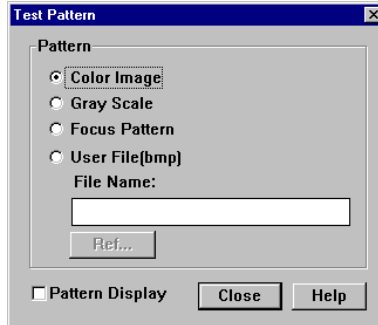 Test Pattern
Pattern
Color Image
Gray Scale
Focus Pattern
User File(bmp)
File Name:
Ref...
Pattern Display
Close
Help